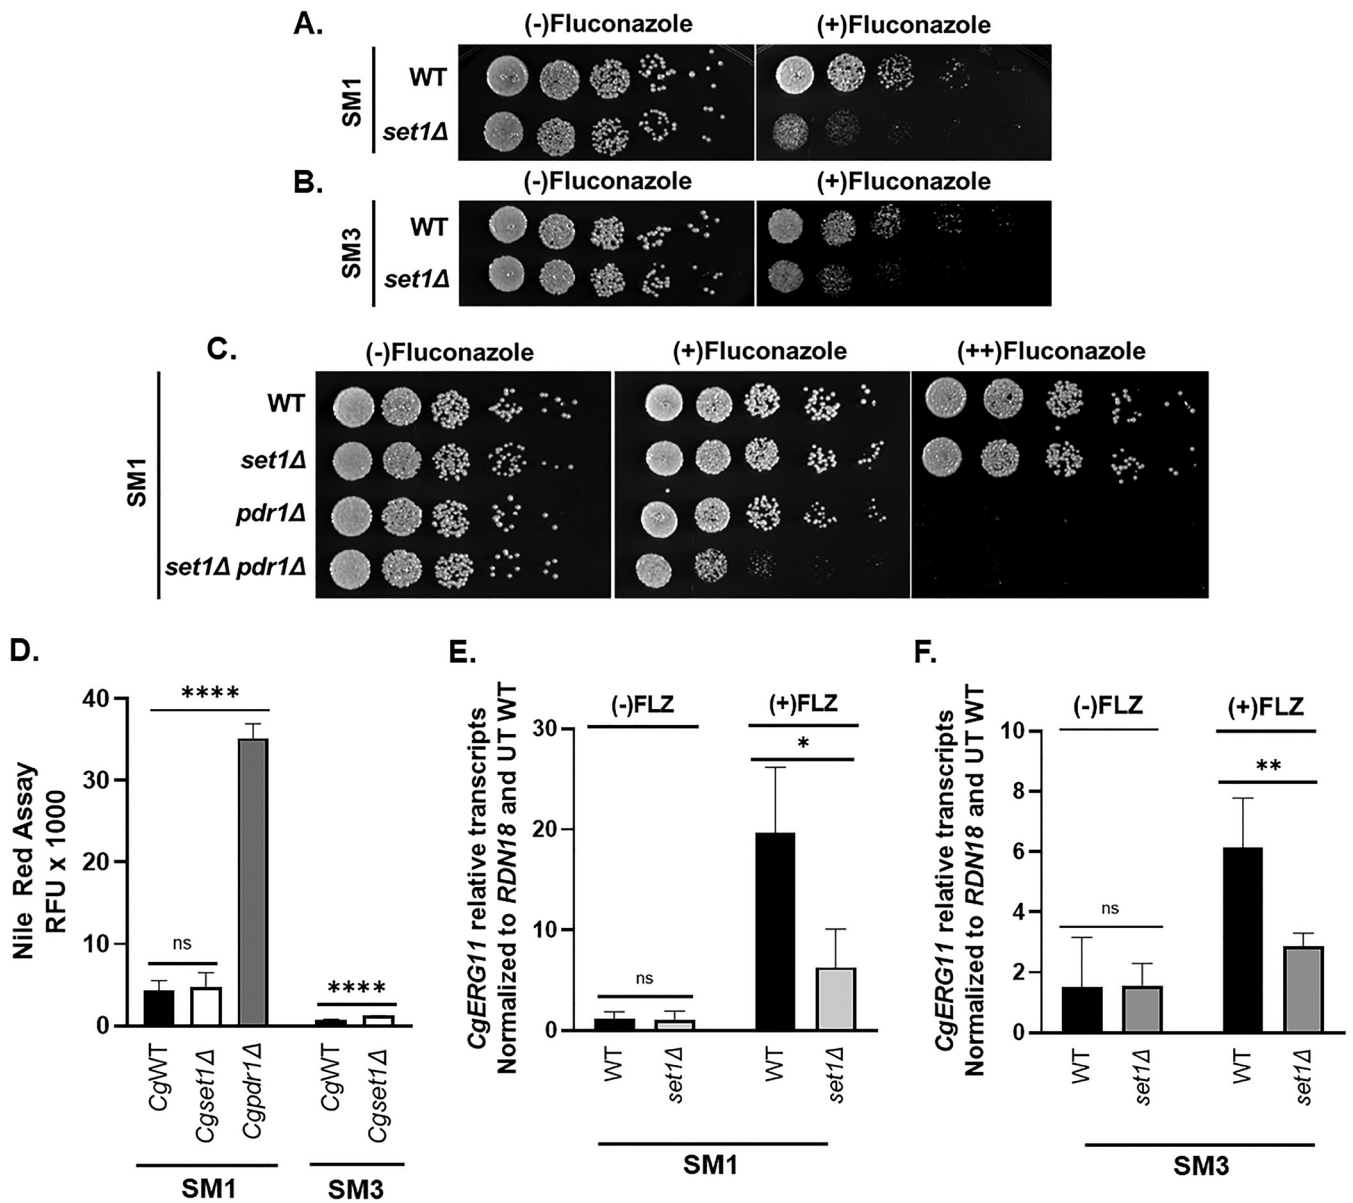 A.
(-)Fluconazole
(+)Fluconazole
SM1
WT
set1Δ
B.
(-)Fluconazole
(+)Fluconazole
SM3
WT
set1Δ
C.
(-)Fluconazole
(+)Fluconazole
(++)Fluconazole
SM1
WT
set1Δ
pdr1Δ
set1Δ pdr1Δ
D.
Nile Red Assay
RFU x 1000
40
30
20
10
0
****
ns
****
CgWT
Cgset1Δ
Cgpdr1Δ
CgWT
Cgset1Δ
SM1
SM3
E.
CgERG11 relative transcripts
Normalized to RDN18 and UT WT
30
20
10
0
(-)FLZ
(+)FLZ
*
ns
WT
set1Δ
WT
set1Δ
SM1
F.
CgERG11 relative transcripts
Normalized to RDN18 and UT WT
10
8
6
4
2
0
(-)FLZ
(+)FLZ
**
ns
WT
set1Δ
WT
set1Δ
SM3